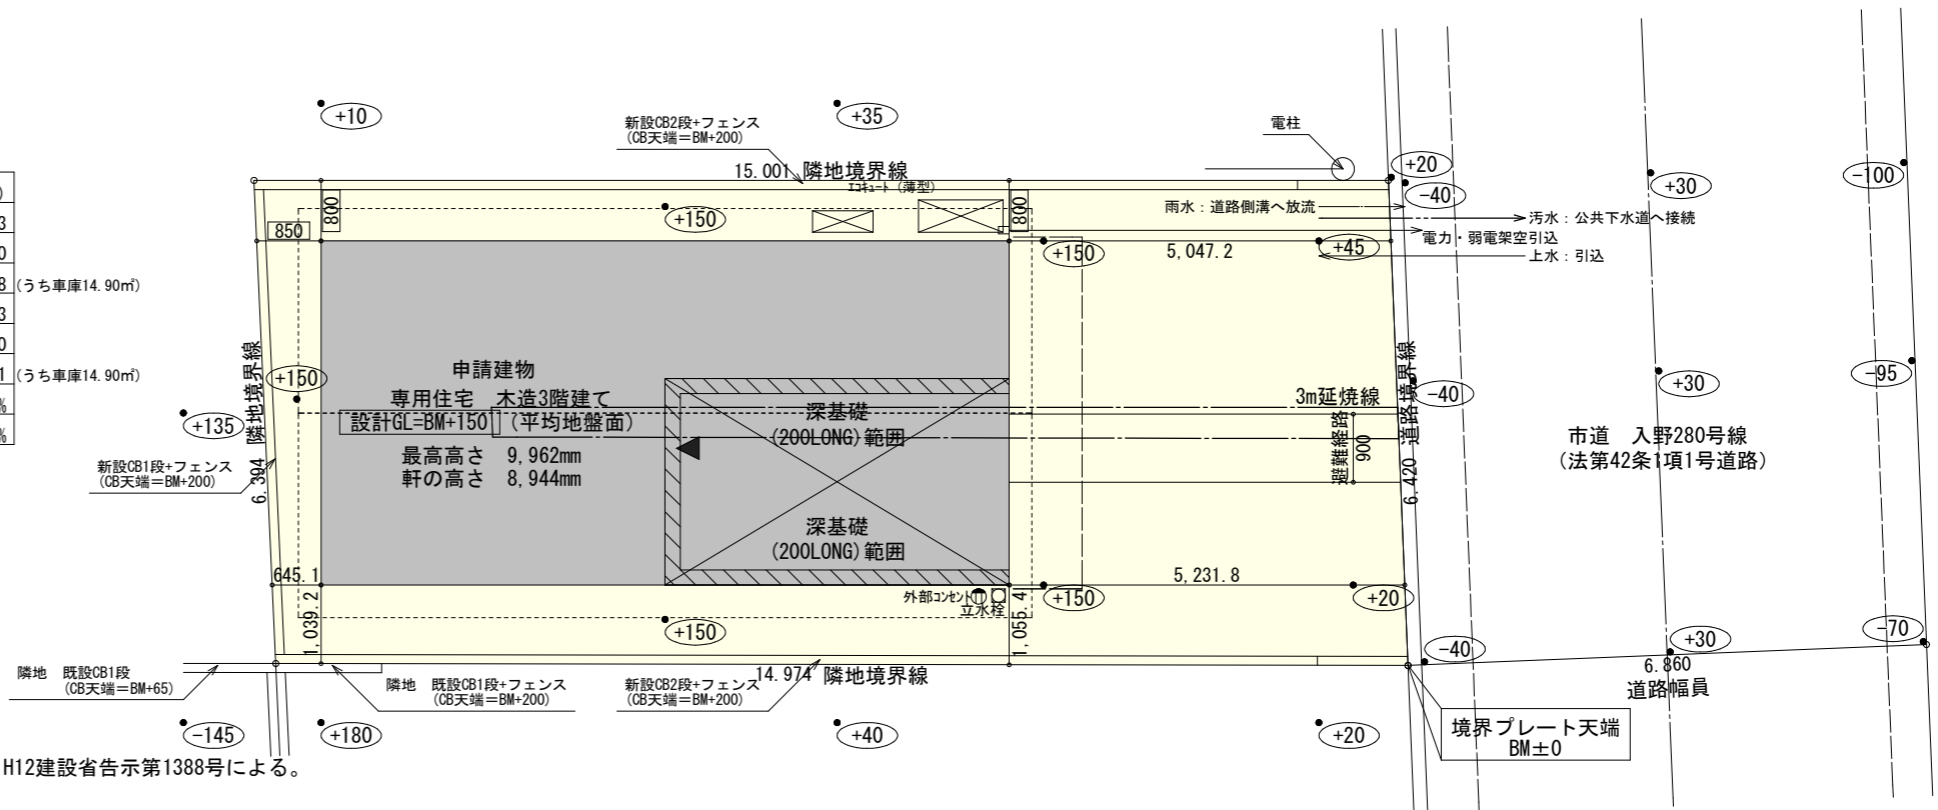 +10
+35
新設CB2段+フェンス
(CB天端=BM+200)
電柱
15.001 隣地境界線
+20
-40
+30
-100
)
3
0
8 (うち車庫14.90㎡)
3
0
1 (うち車庫14.90㎡)
%
%
850
800
+150
エコキュート (薄型)
800
雨水：道路側溝へ放流
汚水：公共下水道へ接続
電力・弱電架空引込
上水：引込
+150
5,047.2
+45
隣地境界線
6.394
+150
+135
新設CB1段+フェンス
(CB天端=BM+200)
申請建物
専用住宅 木造3階建て
設計GL=BM+150 (平均地盤面)
最高高さ 9,962mm
軒の高さ 8,944mm
深基礎
(200LONG)範囲
深基礎
(200LONG)範囲
3m延焼線
避難経路
900
道路境界線
6.420
-40
+30
-95
市道 入野280号線
(法第42条1項1号道路)
645.1
1,039.2
+150
外部コンセント
立水栓
1,055.4
+150
5,231.8
+20
-40
+30
-70
6.860
道路幅員
隣地 既設CB1段
(CB天端=BM+65)
隣地 既設CB1段+フェンス
(CB天端=BM+200)
新設CB2段+フェンス
(CB天端=BM+200)
14.974 隣地境界線
-145
+180
+40
+20
境界プレート天端
BM±0
H12建設省告示第1388号による。